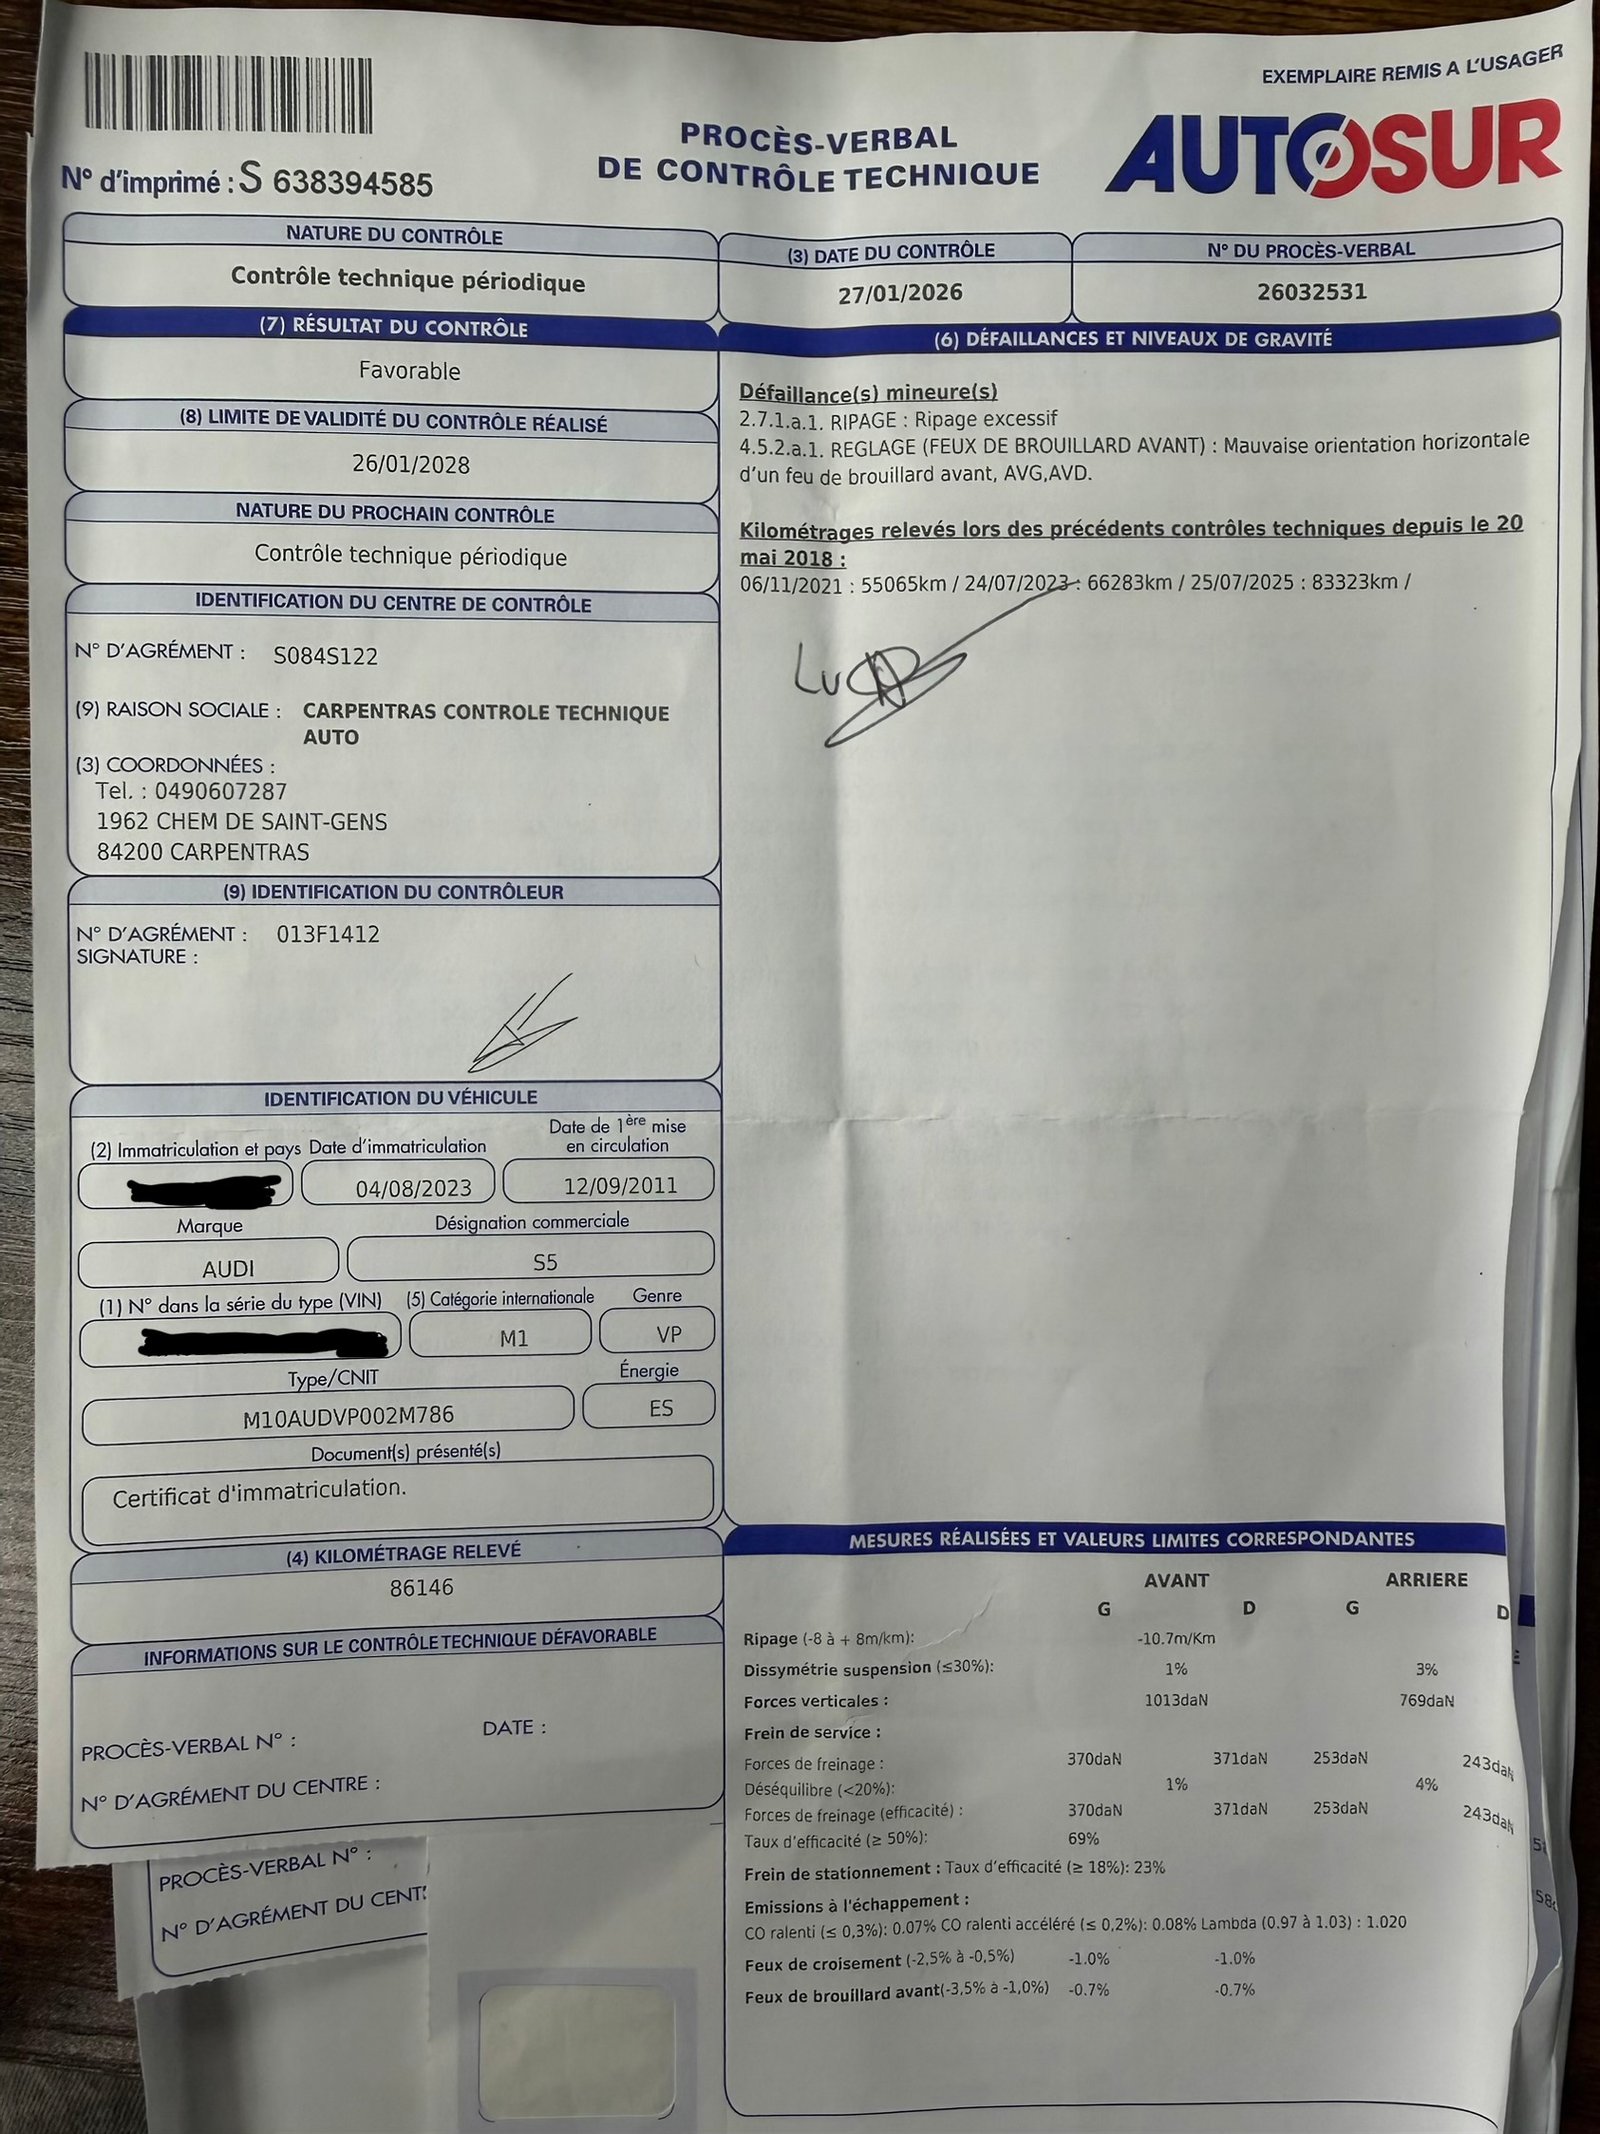 EXEMPLAIRE REMIS A L'USAGER
N° d'imprimé : S 638394585
PROCÈS-VERBAL
DE CONTRÔLE TECHNIQUE
AUTOSUR
NATURE DU CONTRÔLE
Contrôle technique périodique
(3) DATE DU CONTRÔLE
27/01/2026
N° DU PROCÈS-VERBAL
26032531
(7) RÉSULTAT DU CONTRÔLE
Favorable
(8) LIMITE DE VALIDITÉ DU CONTRÔLE RÉALISÉ
26/01/2028
NATURE DU PROCHAIN CONTRÔLE
Contrôle technique périodique
IDENTIFICATION DU CENTRE DE CONTRÔLE
N° D'AGRÉMENT : S084S122
(9) RAISON SOCIALE : CARPENTRAS CONTROLE TECHNIQUE
AUTO
(3) COORDONNÉES :
Tel. : 0490607287
1962 CHEM DE SAINT-GENS
84200 CARPENTRAS
(9) IDENTIFICATION DU CONTRÔLEUR
N° D'AGRÉMENT : 013F1412
SIGNATURE :
IDENTIFICATION DU VÉHICULE
(2) Immatriculation et pays
Date d'immatriculation
04/08/2023
Date de 1ère mise
en circulation
12/09/2011
Marque
AUDI
Désignation commerciale
S5
(1) N° dans la série du type (VIN)
(5) Catégorie internationale
M1
Genre
VP
Type/CNIT
M10AUDVP002M786
Énergie
ES
Document(s) présenté(s)
Certificat d'immatriculation.
(4) KILOMÉTRAGE RELEVÉ
86146
INFORMATIONS SUR LE CONTRÔLE TECHNIQUE DÉFAVORABLE
PROCÈS-VERBAL N° : DATE :
N° D'AGRÉMENT DU CENTRE :
PROCÈS-VERBAL N° :
N° D'AGRÉMENT DU CENT
(6) DÉFAILLANCES ET NIVEAUX DE GRAVITÉ
Défaillance(s) mineure(s)
2.7.1.a.1. RIPAGE : Ripage excessif
4.5.2.a.1. REGLAGE (FEUX DE BROUILLARD AVANT) : Mauvaise orientation horizontale
d'un feu de brouillard avant, AVG,AVD.
Kilométrages relevés lors des précédents contrôles techniques depuis le 20
mai 2018 :
06/11/2021 : 55065km / 24/07/2023 : 66283km / 25/07/2025 : 83323km /
MESURES RÉALISÉES ET VALEURS LIMITES CORRESPONDANTES
AVANT ARRIERE
G D G D
Ripage (-8 à + 8m/km): -10.7m/Km
Dissymétrie suspension (≤30%): 1% 3%
Forces verticales : 1013daN 769daN
Frein de service :
Forces de freinage : 370daN 371daN 253daN 243daN
Déséquilibre (<20%): 1% 4%
Forces de freinage (efficacité) : 370daN 371daN 253daN 243daN
Taux d'efficacité (≥ 50%): 69%
Frein de stationnement : Taux d'efficacité (≥ 18%): 23%
Emissions à l'échappement :
CO ralenti (≤ 0,3%): 0.07% CO ralenti accéléré (≤ 0,2%): 0.08% Lambda (0.97 à 1.03) : 1.020
Feux de croisement (-2,5% à -0,5%) -1.0% -1.0%
Feux de brouillard avant(-3,5% à -1,0%) -0.7% -0.7%